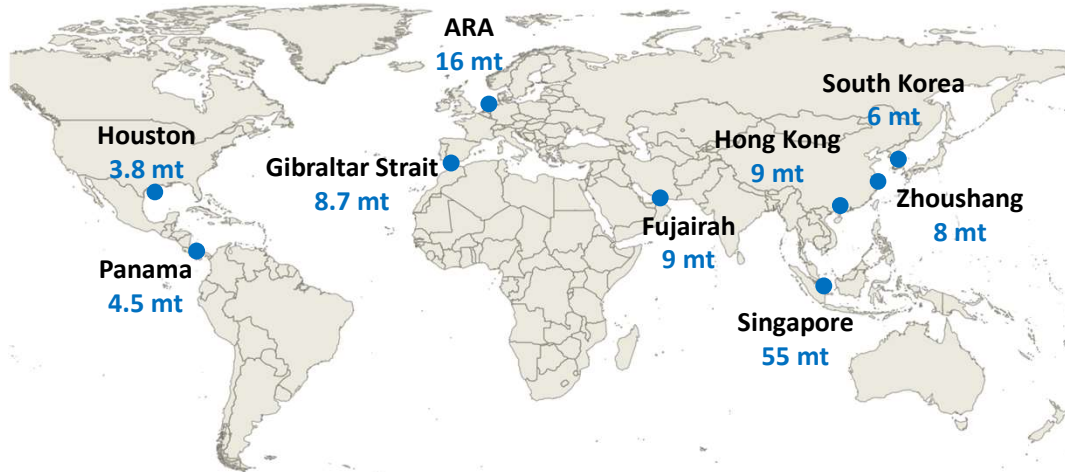 ARA
16 mt
South Korea
6 mt
Houston
3.8 mt
Hong Kong
9 mt
Gibraltar Strait
8.7 mt
Zhoushang
8 mt
Fujairah
9 mt
Panama
4.5 mt
Singapore
55 mt